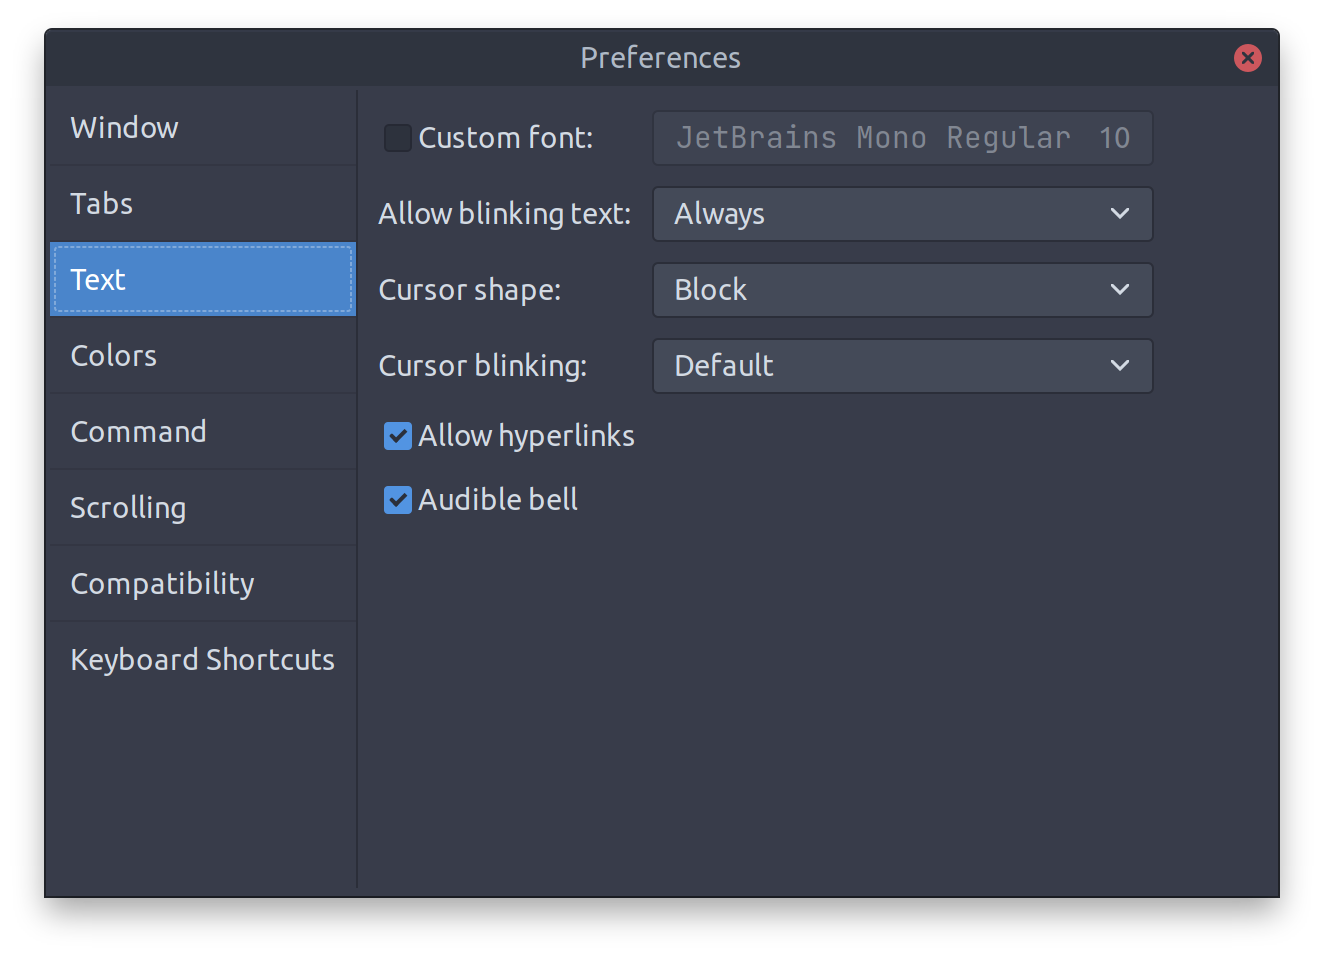 Preferences
Window
Tabs
Text
Colors
Command
Scrolling
Compatibility
Keyboard Shortcuts
Custom font: JetBrains Mono Regular 10
Allow blinking text: Always
Cursor shape: Block
Cursor blinking: Default
Allow hyperlinks
Audible bell